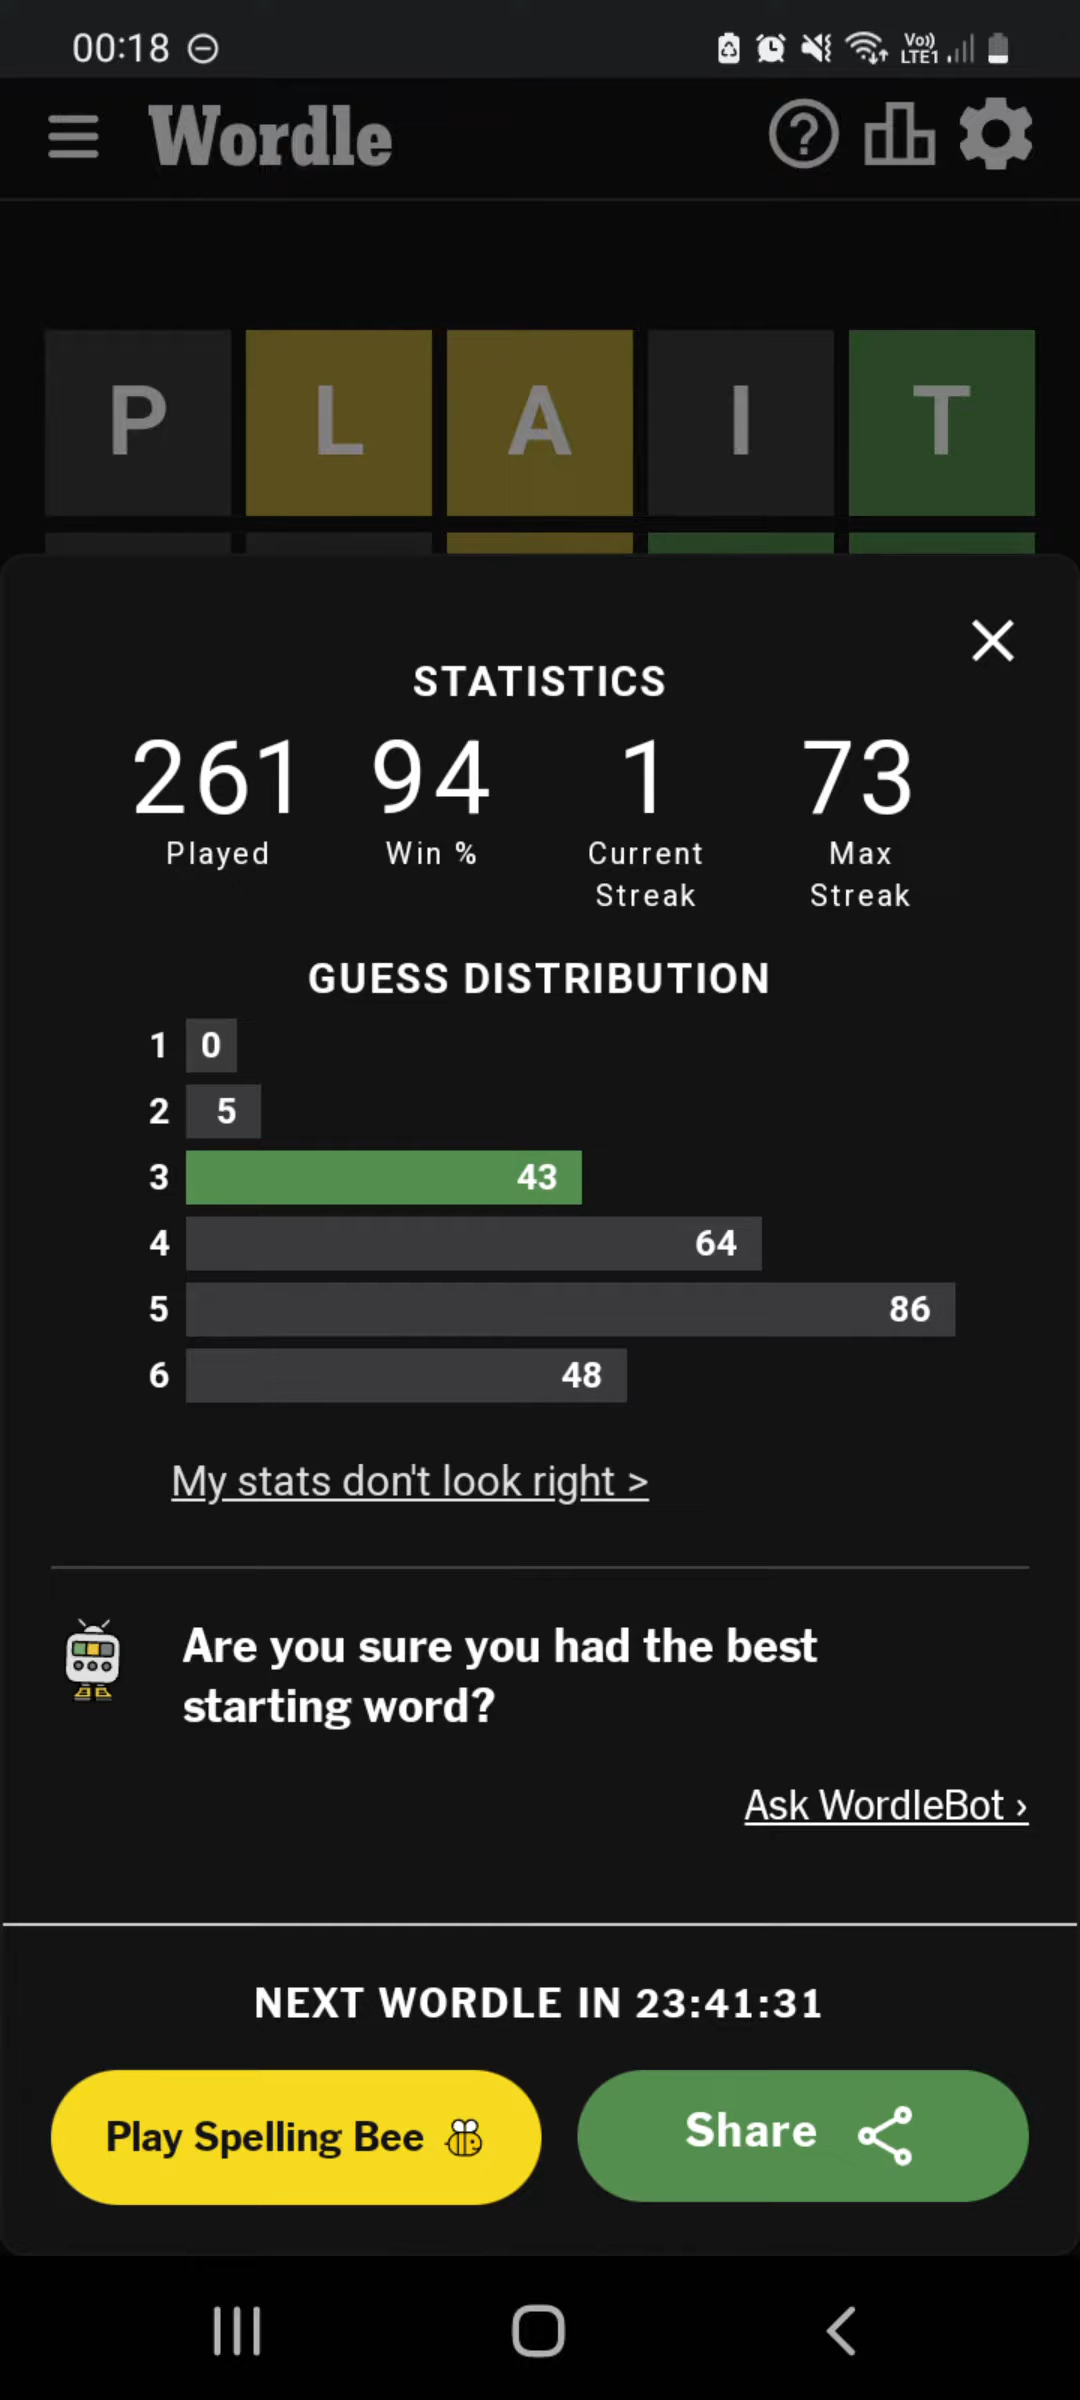 00:18
Vo)) LTE1
Wordle
P L A I T
STATISTICS
261 94 1 73
Played Win % Current Streak Max Streak
GUESS DISTRIBUTION
1 0
2 5
3 43
4 64
5 86
6 48
My stats don't look right >
Are you sure you had the best
starting word?
Ask WordleBot ›
NEXT WORDLE IN 23:41:31
Play Spelling Bee
Share